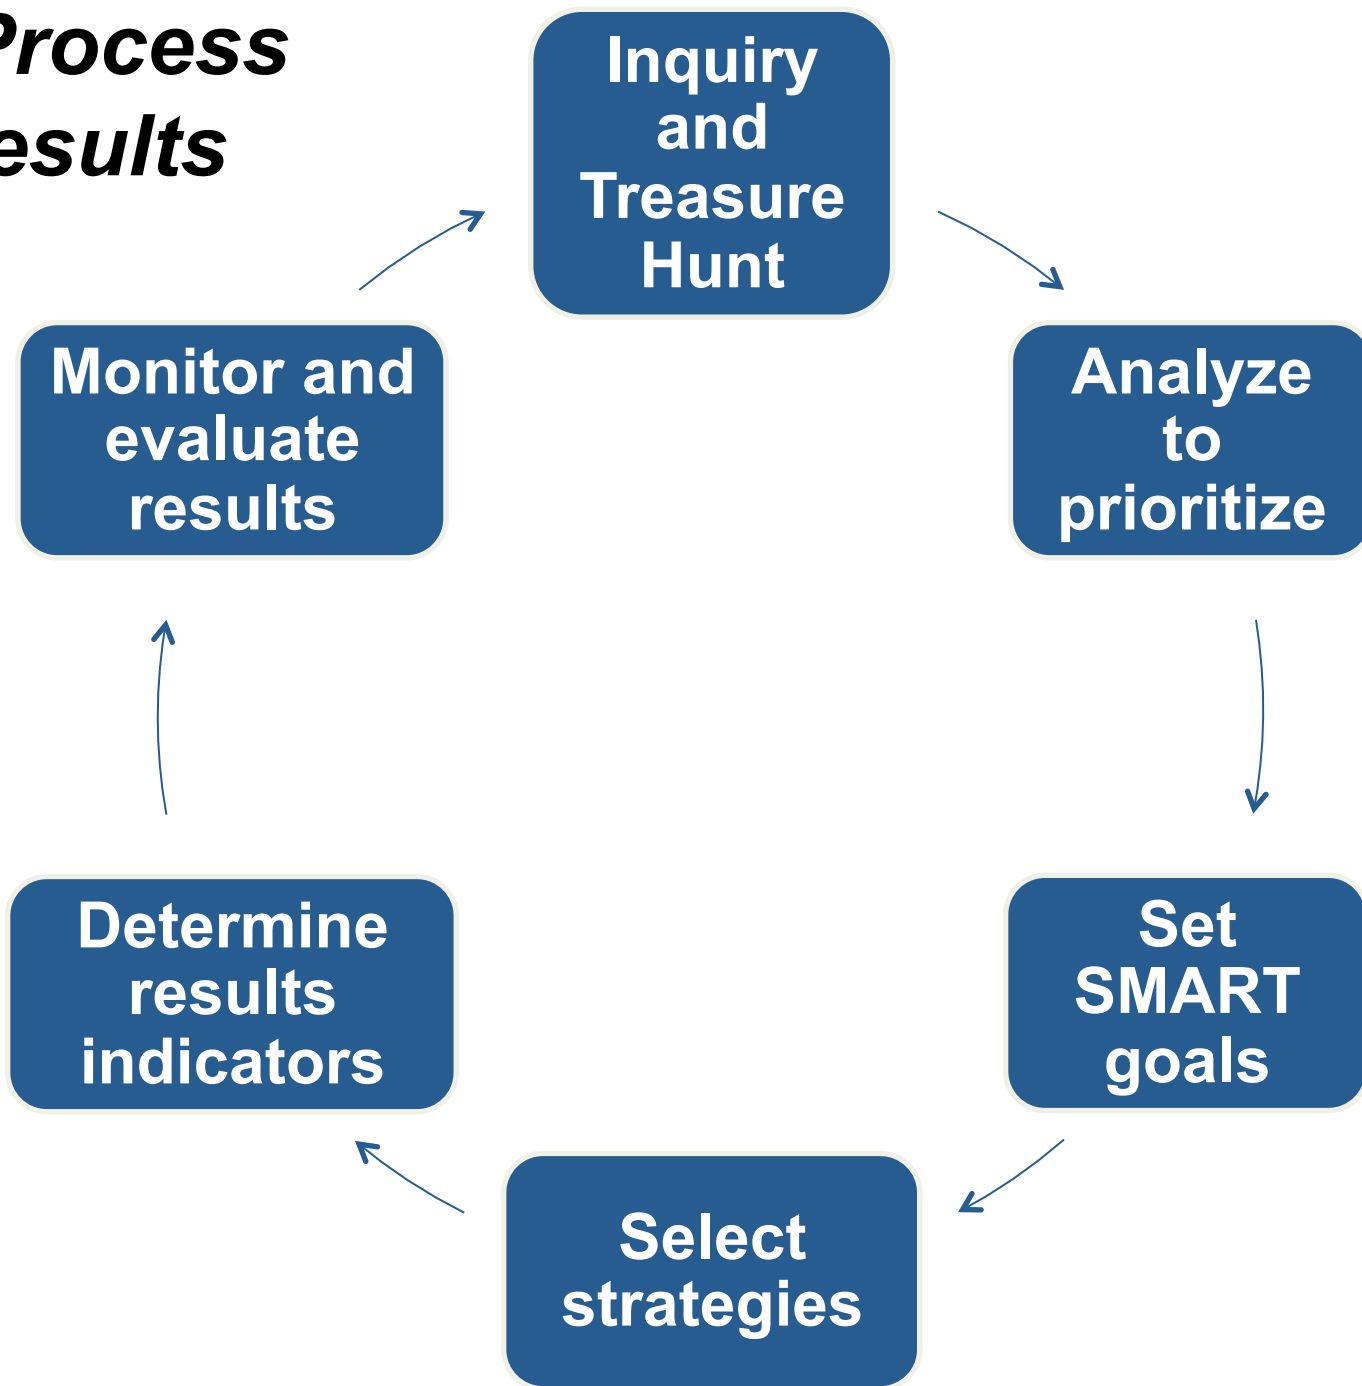 Process
esults
Inquiry
and
Treasure
Hunt
Analyze
to
prioritize
Set
SMART
goals
Select
strategies
Determine
results
indicators
Monitor and
evaluate
results